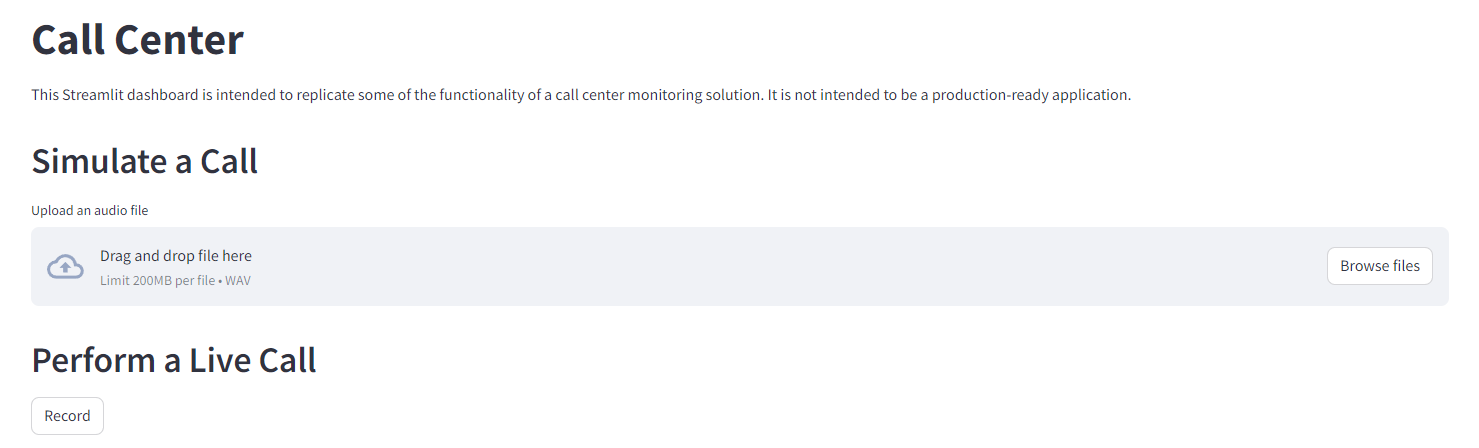 Call Center
This Streamlit dashboard is intended to replicate some of the functionality of a call center monitoring solution. It is not intended to be a production-ready application.
Simulate a Call
Upload an audio file
Drag and drop file here
Limit 200MB per file • WAV
Browse files
Perform a Live Call
Record